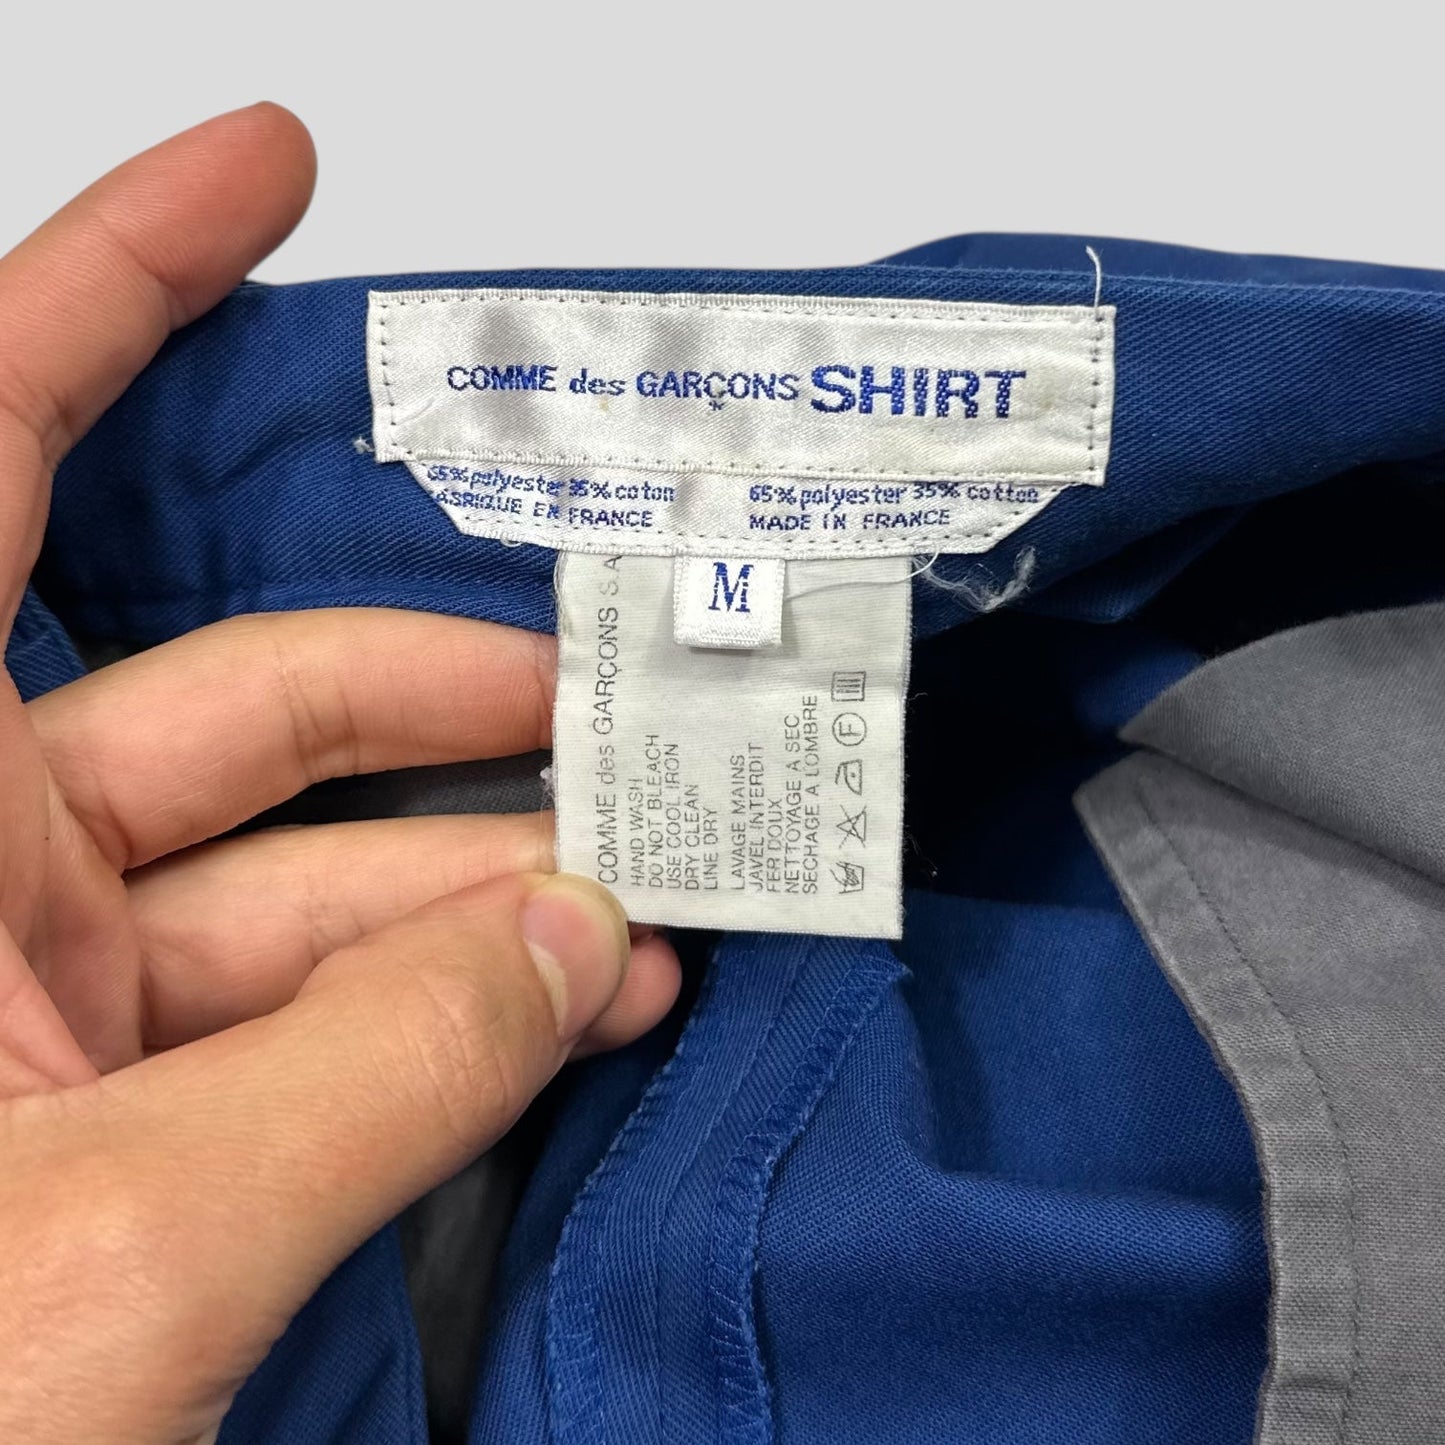 COMME des GARÇONS SHIRT
65% polyester 35% coton
FABRIQUE EN FRANCE
65% polyester 35% cotton
MADE IN FRANCE
M
COMME des GARÇONS S.A
HAND WASH
DO NOT BLEACH
USE COOL IRON
DRY CLEAN
LINE DRY
LAVAGE MAINS
JAVEL INTERDIT
FER DOUX
NETTOYAGE A SEC
SECHAGE A LOMBRE
F